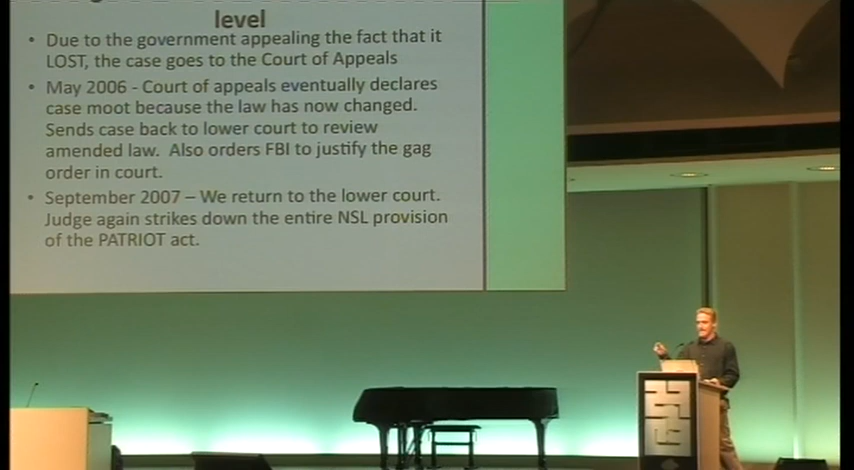 level
• Due to the government appealing the fact that it
LOST, the case goes to the Court of Appeals
• May 2006 - Court of appeals eventually declares
case moot because the law has now changed.
Sends case back to lower court to review
amended law. Also orders FBI to justify the gag
order in court.
• September 2007 – We return to the lower court.
Judge again strikes down the entire NSL provision
of the PATRIOT act.